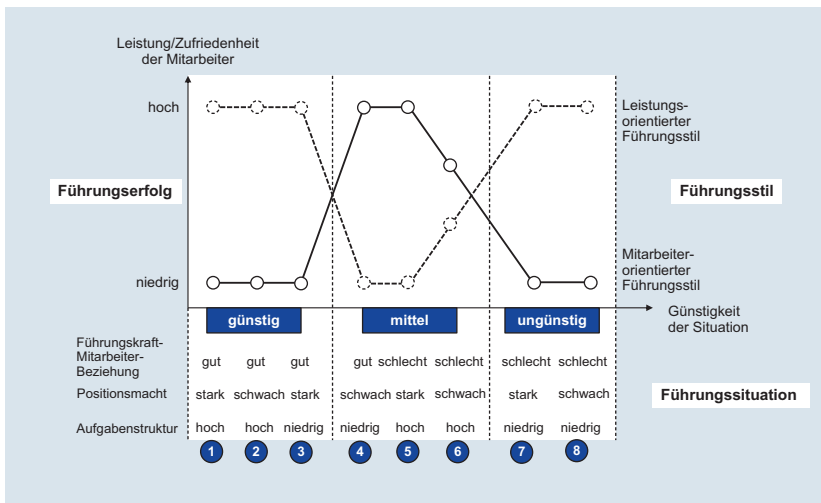 Leistung/Zufriedenheit
der Mitarbeiter
hoch
Leistungs-
orientierter
Führungsstil
Führungserfolg
Führungsstil
niedrig
Mitarbeiter-
orientierter
Führungsstil
günstig mittel ungünstig
Günstigkeit
der Situation
Führungskraft-
Mitarbeiter-
Beziehung
gut gut gut gut schlecht schlecht schlecht schlecht
Positionsmacht stark schwach stark schwach stark schwach stark schwach
Führungssituation
Aufgabenstruktur hoch hoch niedrig niedrig hoch hoch niedrig niedrig
1 2 3 4 5 6 7 8